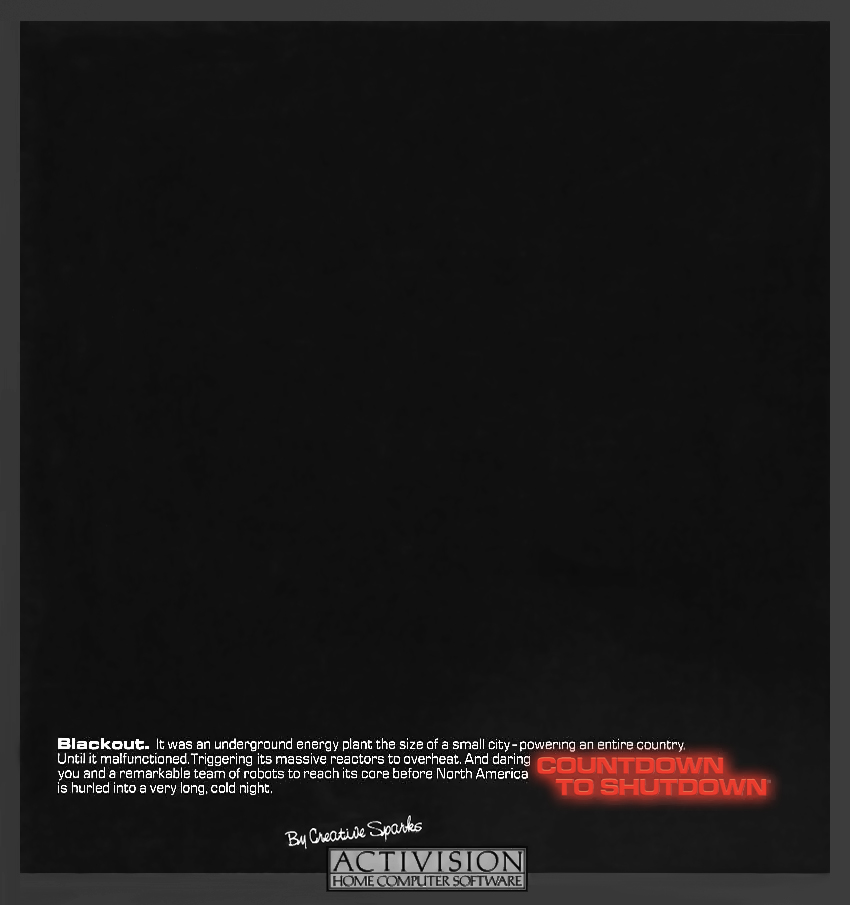 Blackout. It was an underground energy plant the size of a small city-powering an entire country.
Until it malfunctioned. Triggering its massive reactors to overheat. And daring
you and a remarkable team of robots to reach its core before North America
is hurled into a very long, cold night.
COUNTDOWN
TO SHUTDOWN
By Creative Sparks
ACTIVISION
HOME COMPUTER SOFTWARE